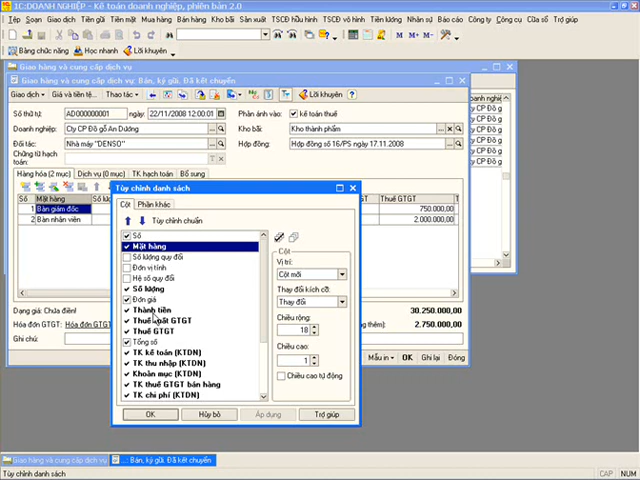 1C:DOANH NGHIỆP - Kế toán doanh nghiệp, phiên bản 2.0
Tệp Soạn Tiền gửi Tiền mặt Mua hàng Bán hàng Kho bãi Sản xuất TSCĐ hữu hình TSCĐ vô hình Tiền lương Nhân sự Báo cáo Công ty Công cụ Cửa sổ Trợ giúp
M M+ M-
Bảng chức năng Học nhanh Lời khuyên
Giao hàng và cung cấp dịch vụ
Giao hàng và cung cấp dịch vụ: Bán, ký gửi. Đã kết chuyển
Giao dịch Giá và tiền tệ... Thao tác Lời khuyên
Số thứ tự: AD000000001 ngày: 22/11/2008 12:00:01 Phản ánh vào: kế toán thuế
Doanh nghiệp: Cty CP Đồ gỗ An Dương Kho bãi: Kho thành phẩm
Đối tác: Nhà máy "DENSO" Hợp đồng: Hợp đồng số 16/PS ngày 17.11.2008
Chứng từ hạch toán:
Hàng hóa (2 mục) Dịch vụ (0 mục) TK hạch toán Bổ sung
Số Mặt hàng Thuế GTGT
1 Bàn giám đốc 750.000,00
2 Bàn nhân viên 2.000.000,00
Tùy chỉnh danh sách
Cột Phần khác
Tùy chỉnh chuẩn
Số
Mặt hàng
Số lượng quy đổi
Đơn vị tính
Hệ số quy đổi
Số lượng
Đơn giá
Thành tiền
Thuế suất GTGT
Thuế GTGT
Tổng số
TK kế toán (KTDN)
TK thu nhập (KTDN)
Khoản mục (KTDN)
TK thuế GTGT bán hàng
TK chi phí (KTDN)
Cột
Vị trí:
Cột mới
Thay đổi kích cỡ:
Thay đổi
Chiều rộng:
18
Chiều cao:
1
Chiều cao tự động
OK Hủy bỏ Áp dụng Trợ giúp
Dạng giá: Chưa điền! 30.250.000,00
Hóa đơn GTGT: thêm): 2.750.000,00
Ghi chú:
Mẫu in OK Ghi lại Đóng
Giao hàng và cung cấp dịch vụ ...: Bán, ký gửi. Đã kết chuyển
Tùy chỉnh danh sách CAP NUM